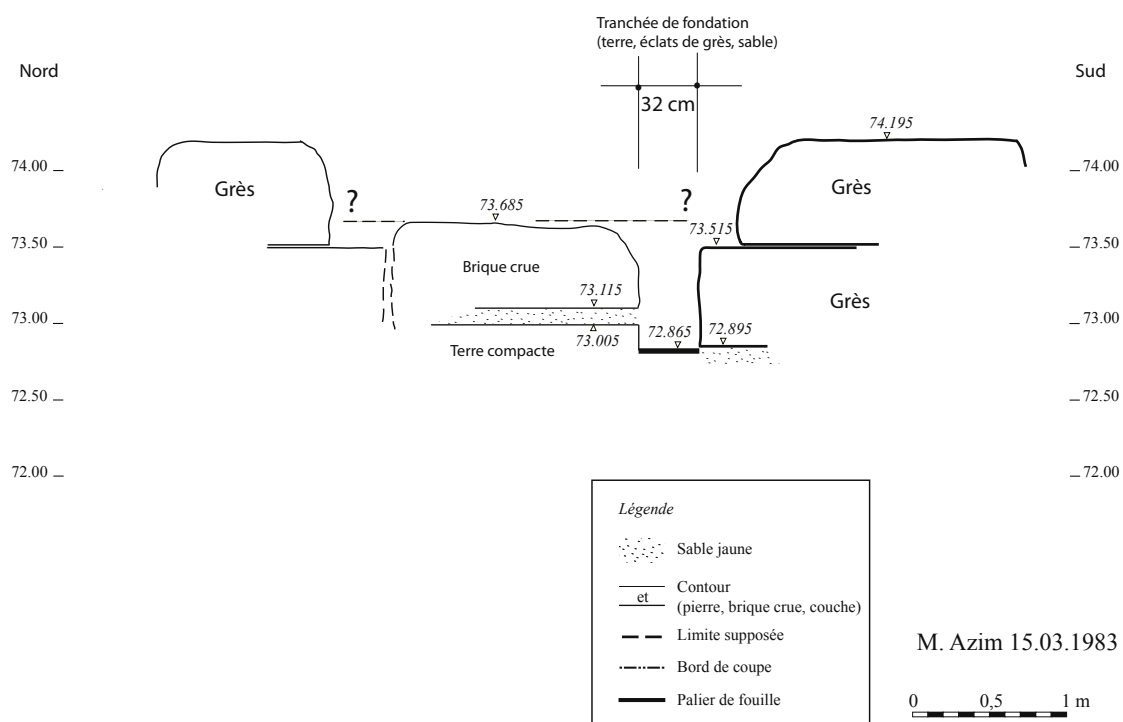 Tranchée de fondation
(terre, éclats de grès, sable)
Nord
Sud
32 cm
74.195
74.00
74.00
Grès
Grès
?
?
73.685
73.515
73.50
73.50
Brique crue
Grès
73.115
73.00
73.00
73.005
72.865
72.895
Terre compacte
72.50
72.50
72.00
72.00
Légende
Sable jaune
et
Contour
(pierre, brique crue, couche)
Limite supposée
Bord de coupe
Palier de fouille
M. Azim 15.03.1983
0 0,5 1 m